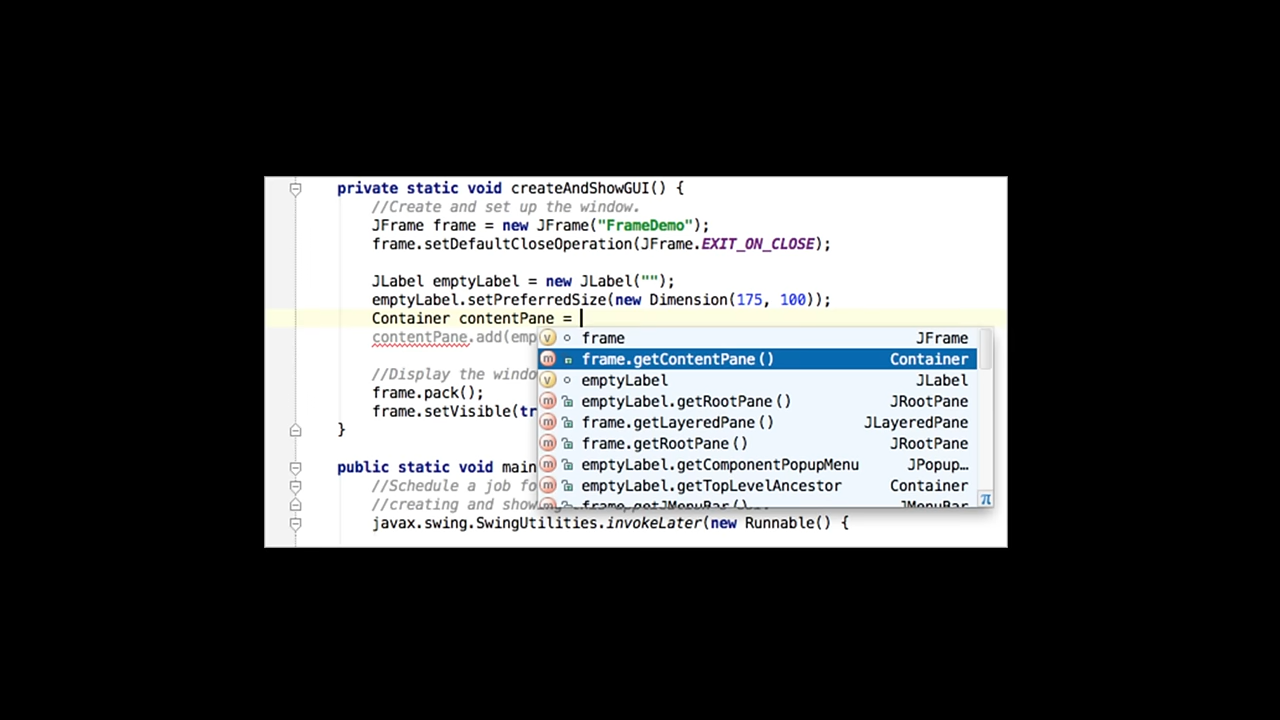 private static void createAndShowGUI() {
//Create and set up the window.
JFrame frame = new JFrame("FrameDemo");
frame.setDefaultCloseOperation(JFrame.EXIT_ON_CLOSE);
JLabel emptyLabel = new JLabel("");
emptyLabel.setPreferredSize(new Dimension(175, 100));
Container contentPane =
contentPane.add(emp
frame JFrame
frame.getContentPane() Container
emptyLabel JLabel
emptyLabel.getRootPane() JRootPane
frame.getLayeredPane() JLayeredPane
frame.getRootPane() JRootPane
emptyLabel.getComponentPopupMenu JPopup…
emptyLabel.getTopLevelAncestor Container
frame.getJMenuBar() JMenuBar
π
//Display the windo
frame.pack();
frame.setVisible(tr
}
public static void main
//Schedule a job fo
//creating and show
javax.swing.SwingUtilities.invokeLater(new Runnable() {